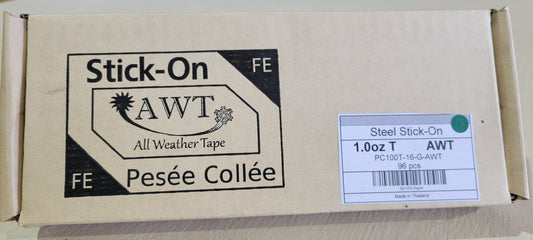 Stick-On
FE
AWT
All Weather Tape
FE
Pesée Collée
Steel Stick-On
1.0oz T AWT
PC100T-16-G-AWT
96 pcs
Made in Thailand